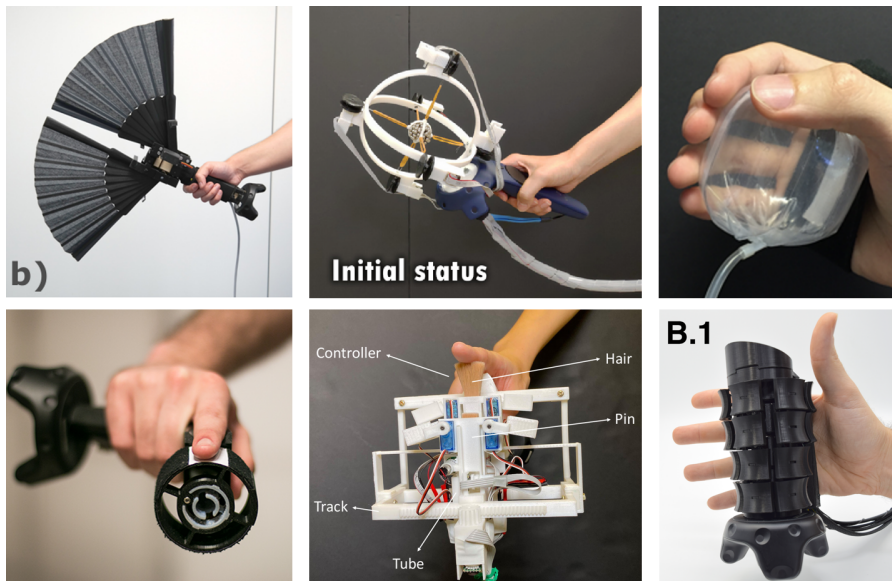 b)
Initial status
Controller
Hair
Pin
Track
Tube
B.1